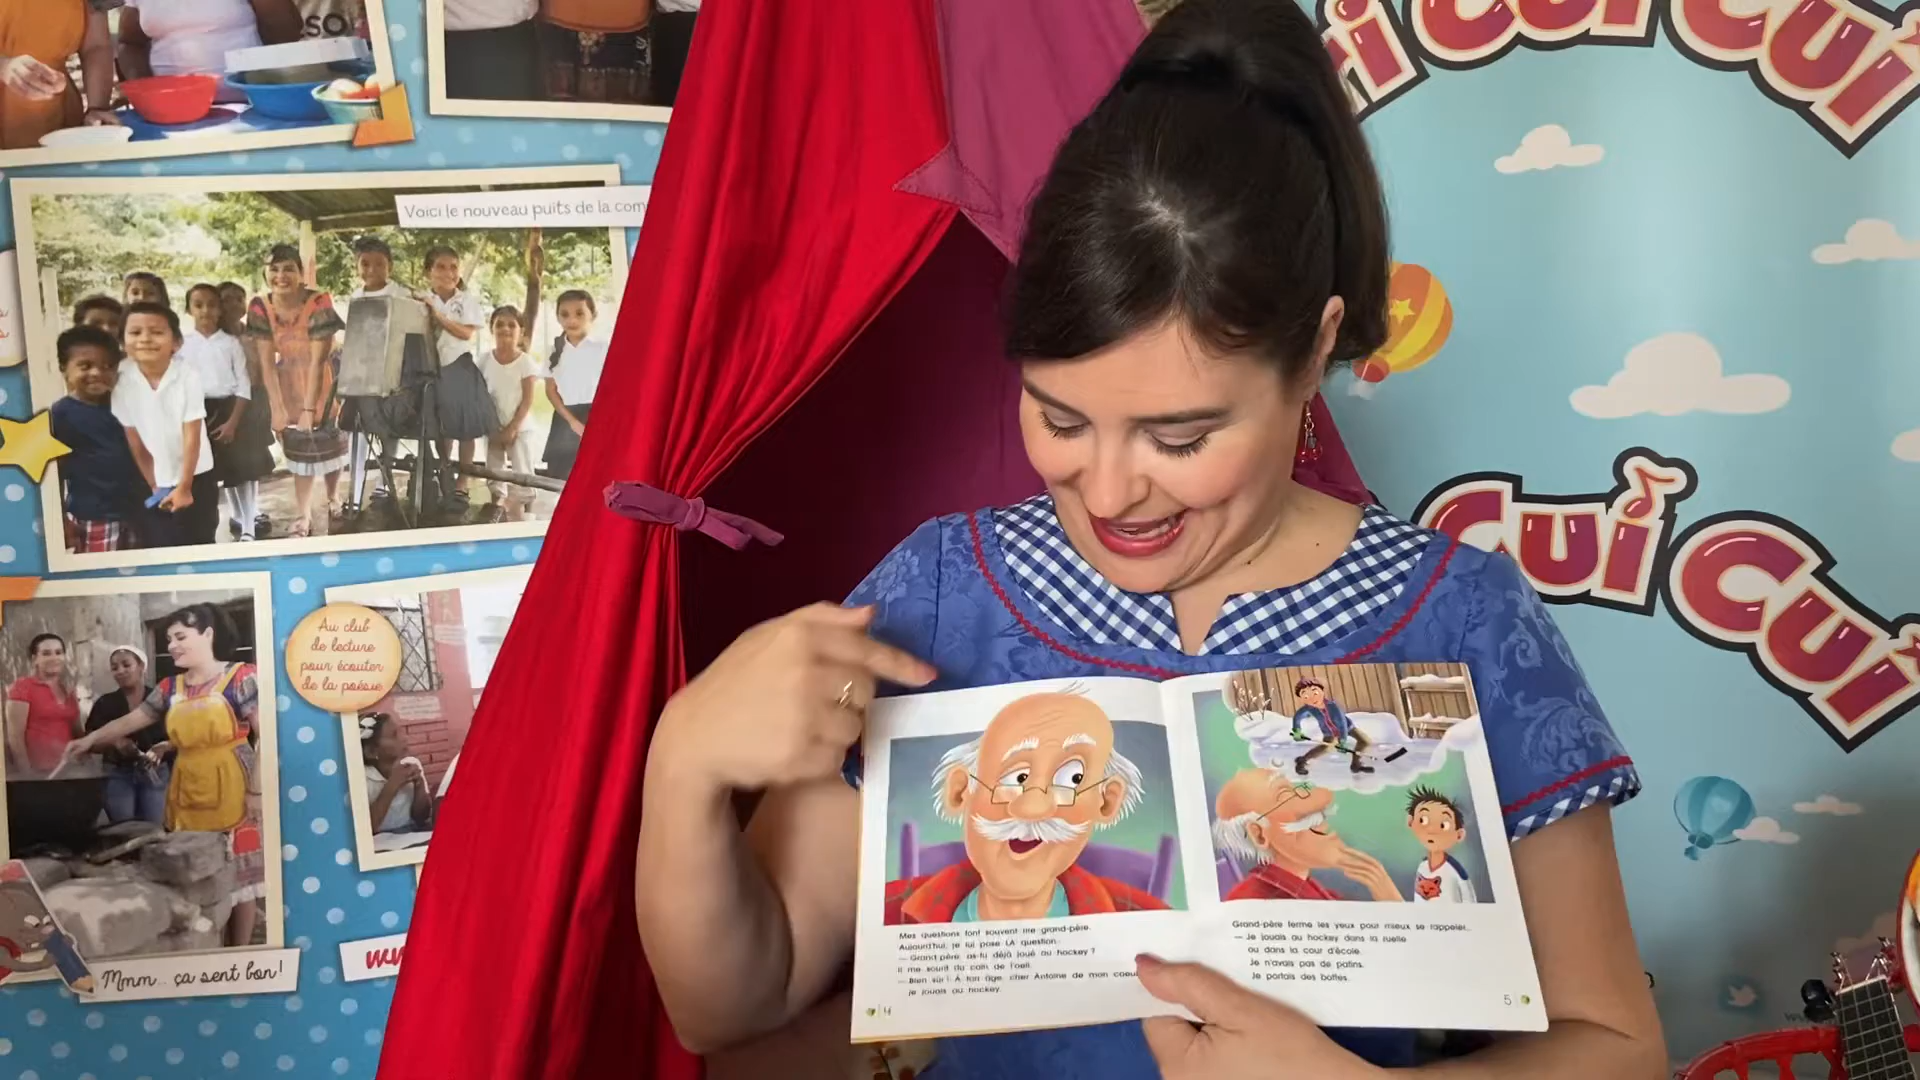 SO
Cui Cui
Voici le nouveau puits de la com
Cui Cui
Au club
de lecture
pour écouter
de la poésie
Mmm.. ça sent bon!
Mes questions font souvent rire grand-père.
Aujourd'hui, je lui pose LA question.
— Grand-père, as-tu déjà joué au hockey ?
Il me sourit du coin de l'oeil.
— Bien sûr ! À ton âge, cher Antoine de mon coeur
je jouais au hockey.
4
Grand-père ferme les yeux pour mieux se rappeler...
— Je jouais au hockey dans la ruelle
ou dans la cour d'école.
Je n'avais pas de patins.
Je portais des bottes.
5